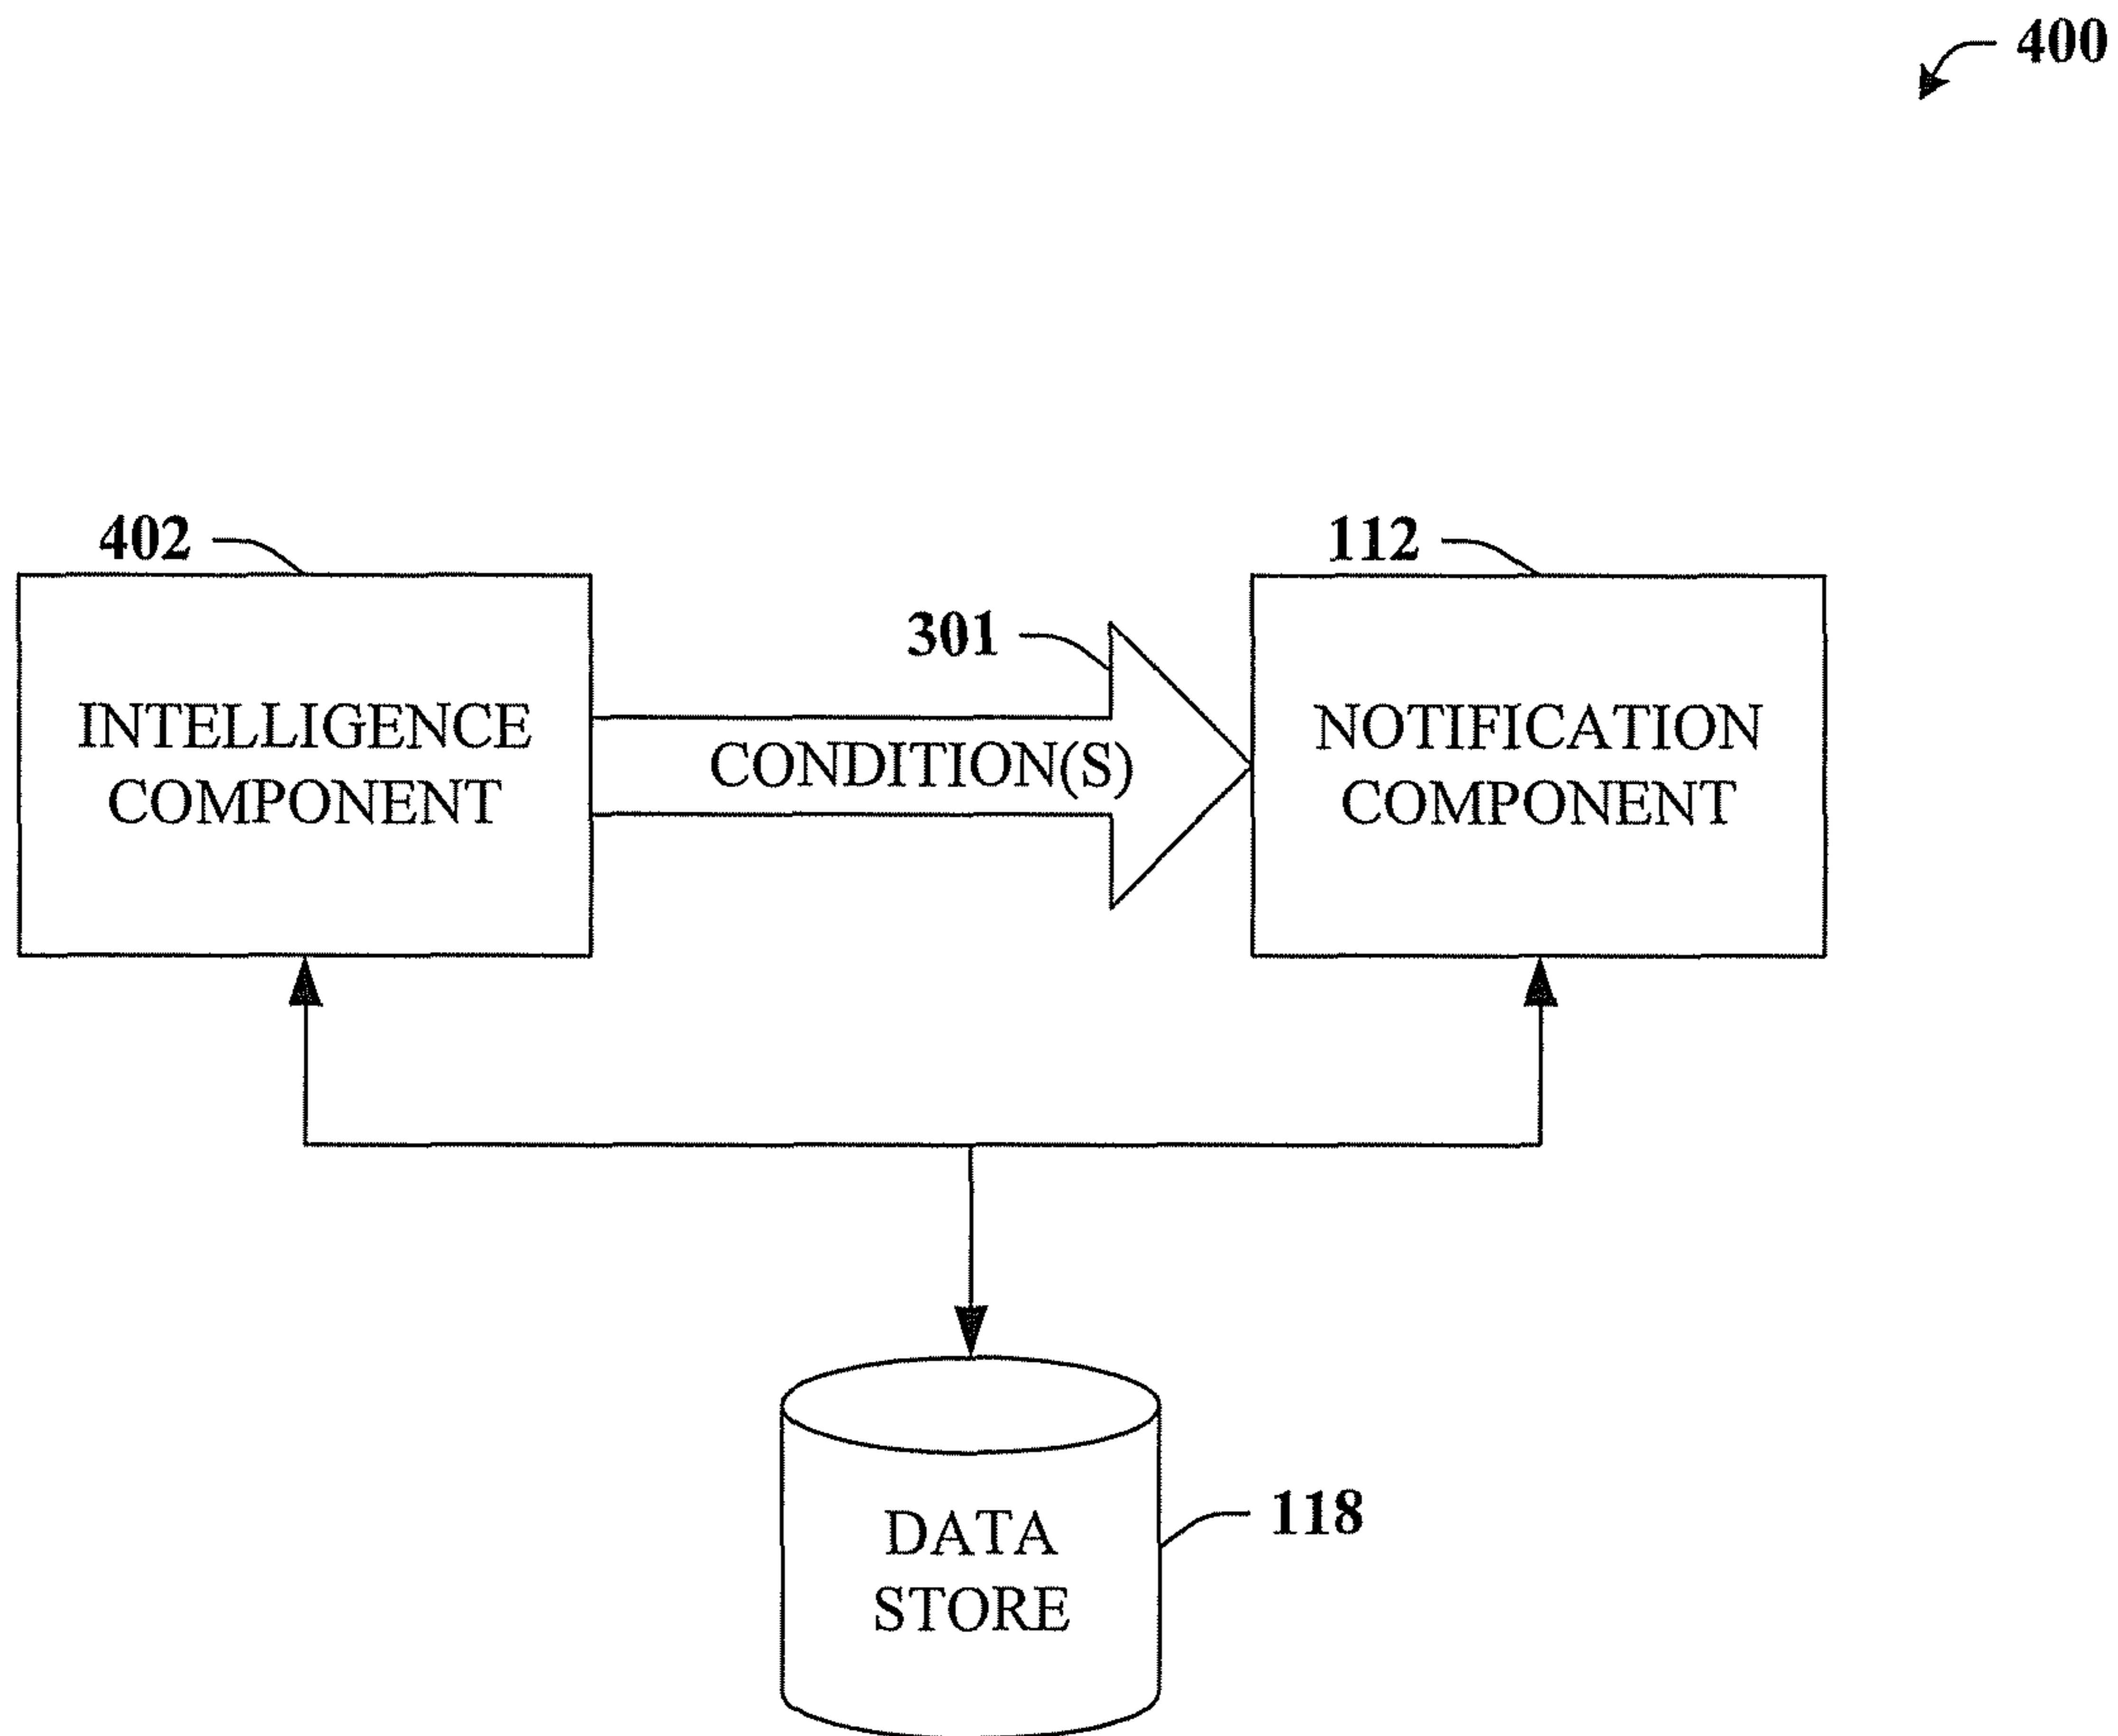 400
402
112
301
INTELLIGENCE
COMPONENT
CONDITION(S)
NOTIFICATION
COMPONENT
118
DATA
STORE